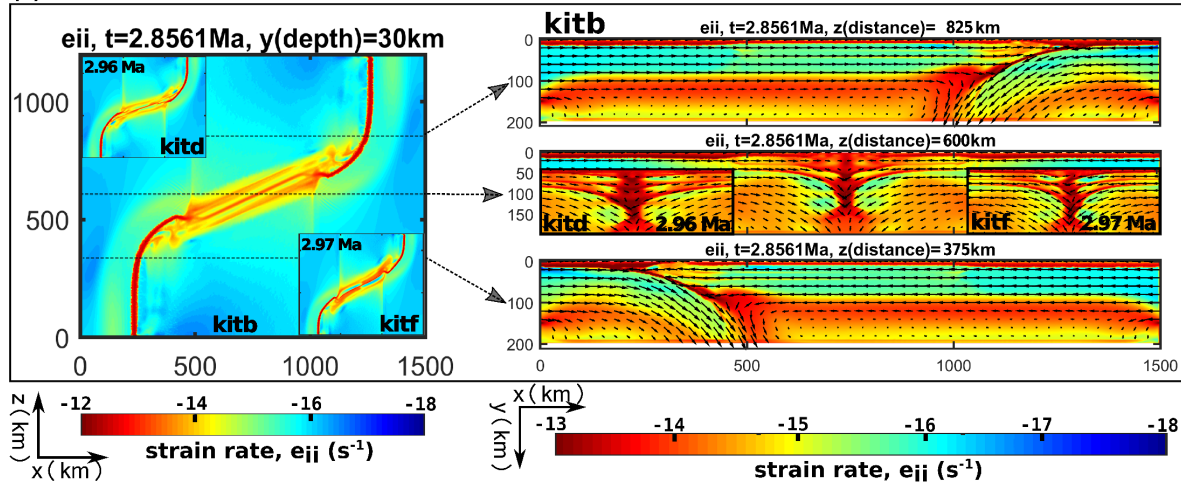 eii, t=2.8561Ma, y(depth)=30km
2.96 Ma
kitd
2.97 Ma
kitf
kitb
1000
500
0
0 500 1000 1500
kitb
eii, t=2.8561Ma, z(distance)= 825km
0
100
200
eii, t=2.8561Ma, z(distance)=600km
0
50
100
150
kitd 2.96 Ma
kitf 2.97 Ma
eii, t=2.8561Ma, z(distance)=375km
0
100
200
0 500 1000 1500
z(km)
x(km)
-12 -14 -16 -18
strain rate, eII (s-1)
x(km)
y(km)
-13 -14 -15 -16 -17 -18
strain rate, eII (s-1)